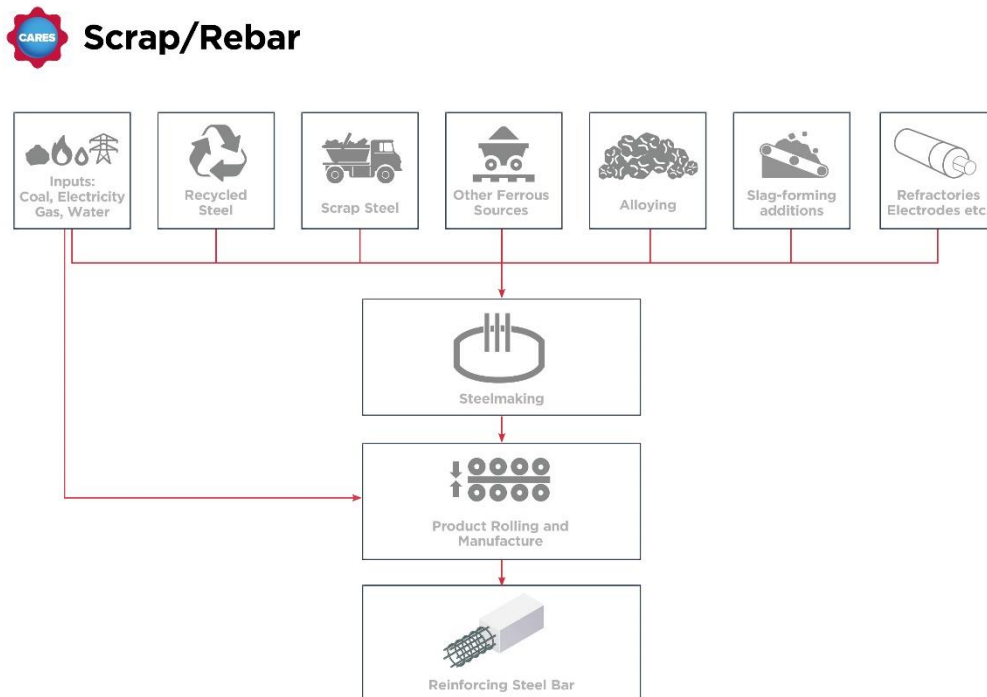 CARES
Scrap/Rebar
Inputs:
Coal, Electricity
Gas, Water
Recycled
Steel
Scrap Steel
Other Ferrous
Sources
Alloying
Slag-forming
additions
Refractories
Electrodes etc
Steelmaking
Product Rolling and
Manufacture
Reinforcing Steel Bar